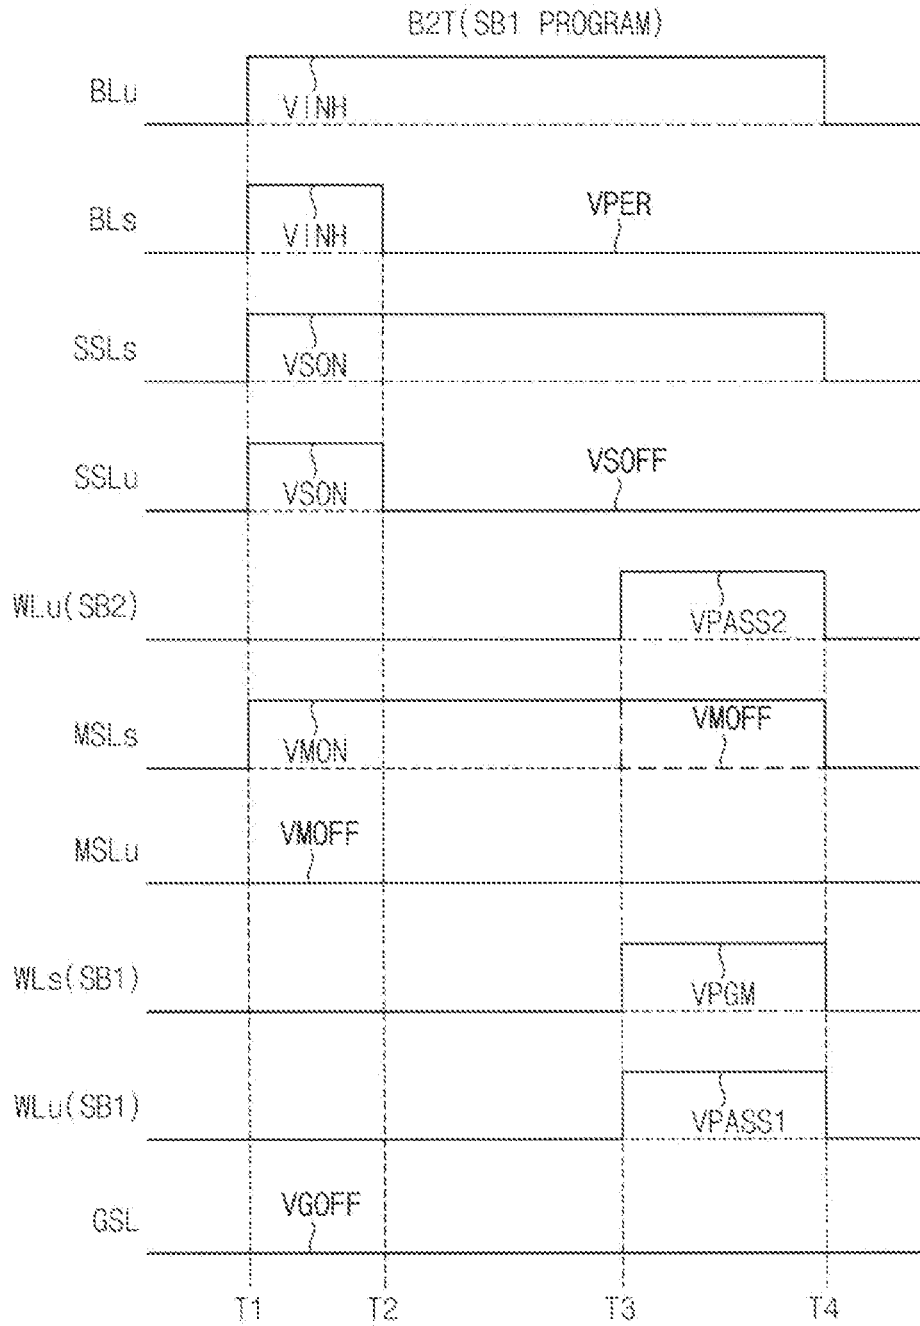 B2T(SB1 PROGRAM)
BLu
VINH
BLs
VINH
VPER
SSLs
VSON
SSLu
VSON
VSOFF
WLu(SB2)
VPASS2
MSLs
VMON
VMOFF
MSLu
VMOFF
WLs(SB1)
VPGM
WLu(SB1)
VPASS1
GSL
VGOFF
T1 T2 T3 T4